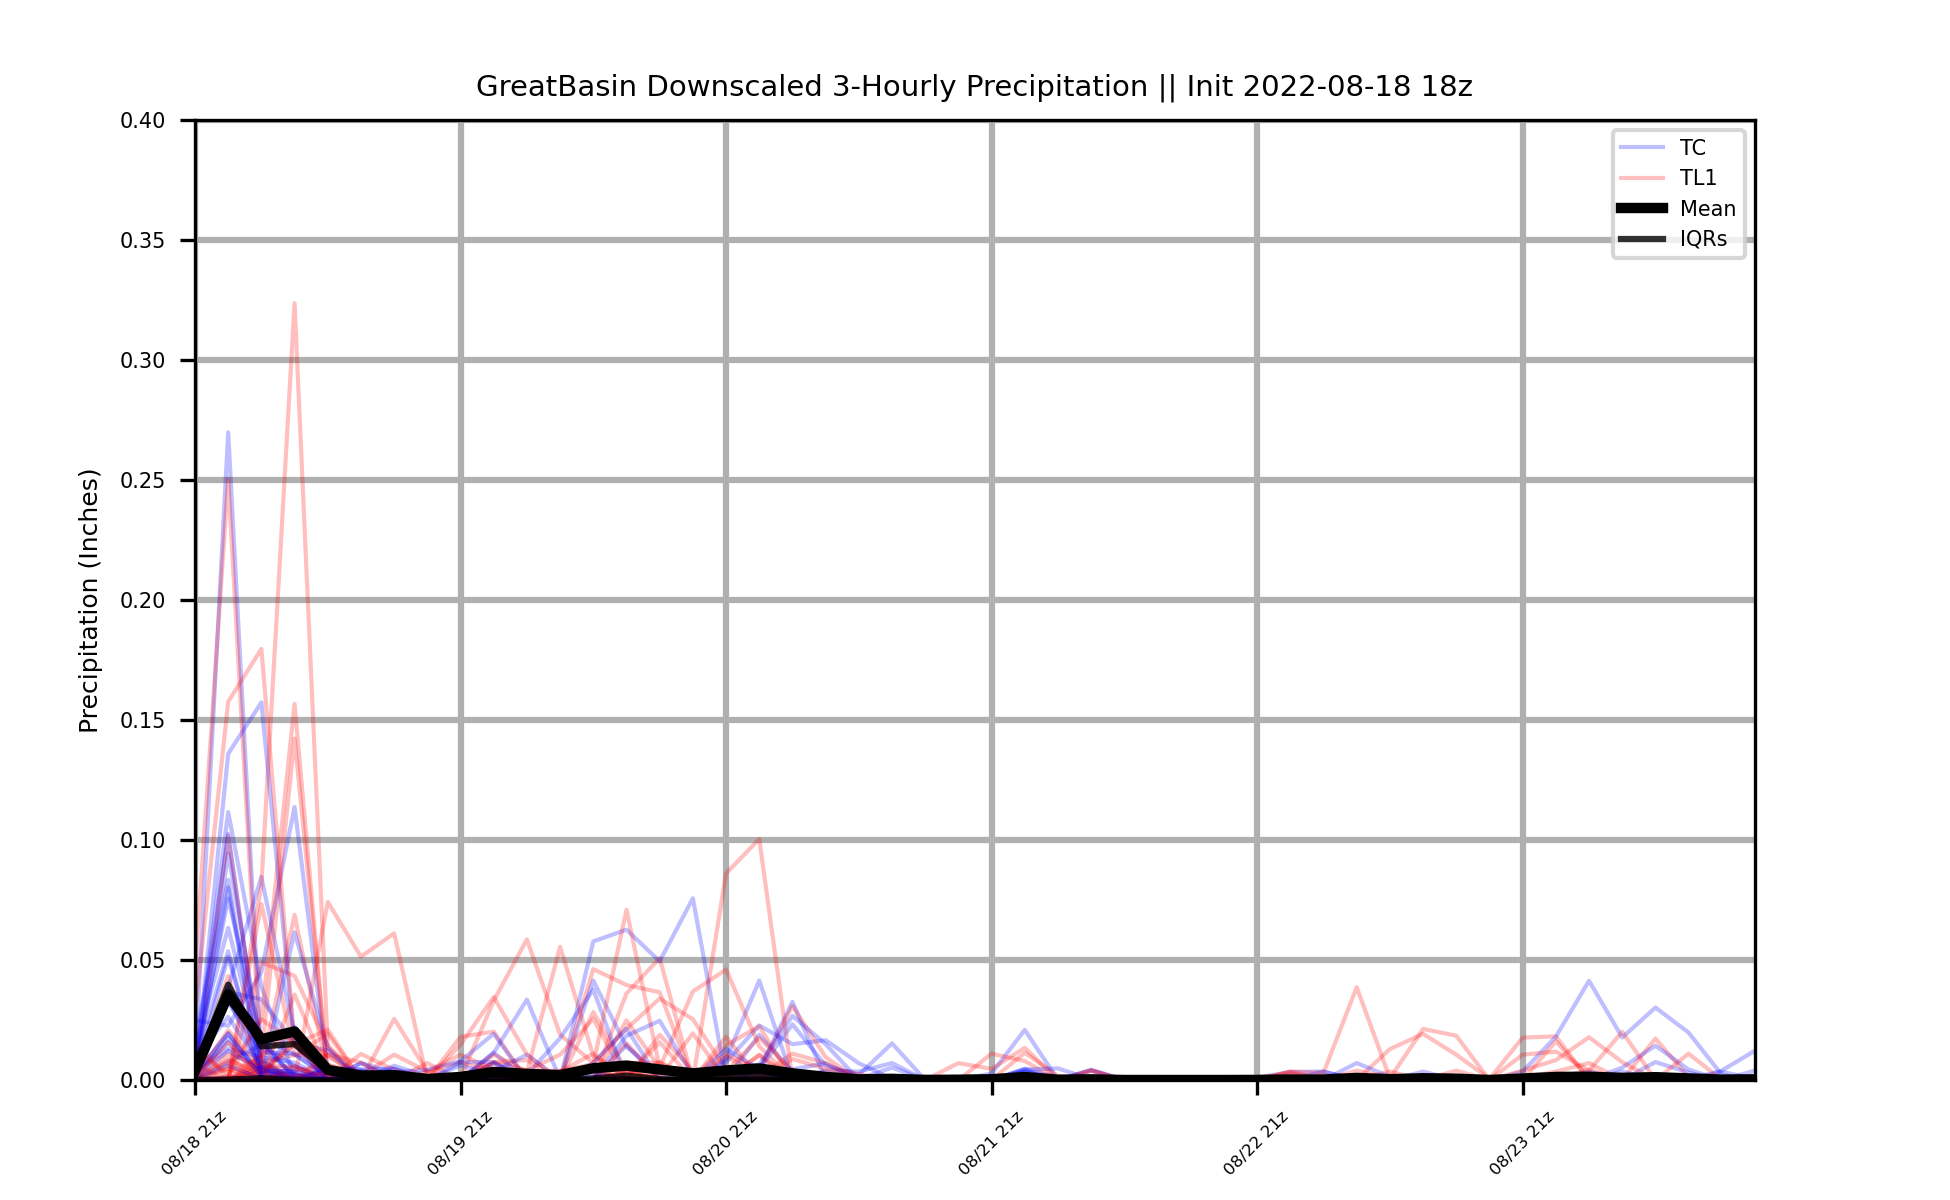 GreatBasin Downscaled 3-Hourly Precipitation || Init 2022-08-18 18z
0.40
0.35
0.30
0.25
0.20
0.15
0.10
0.05
0.00
Precipitation (Inches)
TC
TL1
Mean
IQRs
08/18 21z
08/19 21z
08/20 21z
08/21 21z
08/22 21z
08/23 21z